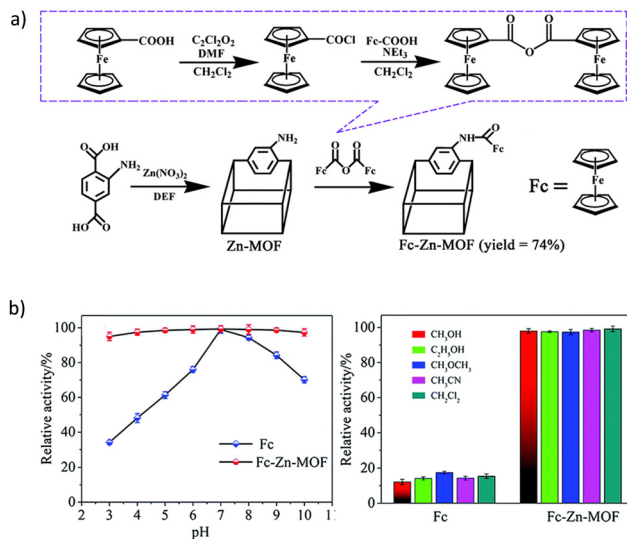 a)
Fe
COOH
C₂Cl₂O₂
DMF
CH₂Cl₂
Fe
COCl
Fc-COOH
NEt₃
CH₂Cl₂
O O
O
Fe Fe
OH
O
NH₂
O
HO
Zn(NO₃)₂
DEF
NH₂
Zn-MOF
O O
Fc O Fc
NH O
Fc
Fc-Zn-MOF (yield = 74%)
Fc = Fe
b)
Relative activity/%
100
80
60
40
20
0
2 3 4 5 6 7 8 9 10 11
pH
Fc
Fc-Zn-MOF
Relative activity/%
100
80
60
40
20
0
CH₃OH
C₂H₅OH
CH₃OCH₃
CH₃CN
CH₂Cl₂
Fc Fc-Zn-MOF